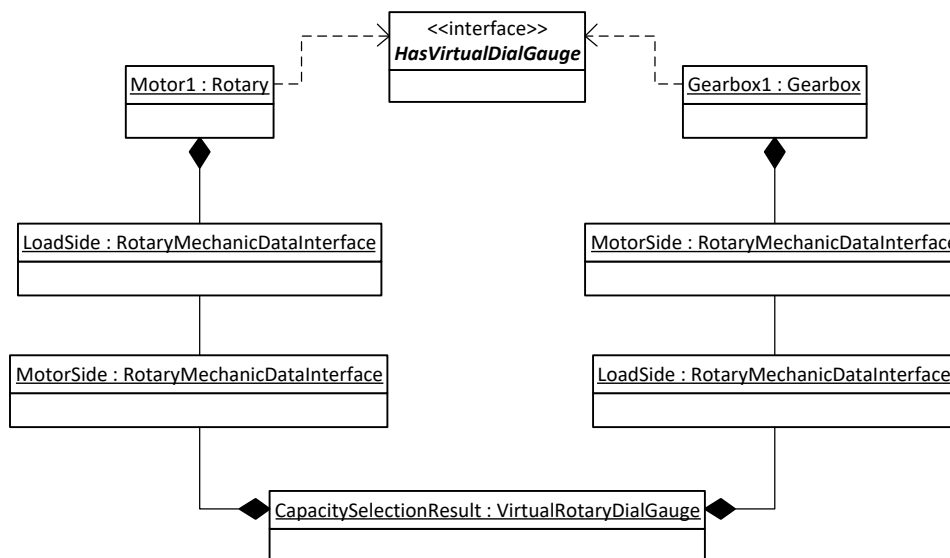 <<interface>>
HasVirtualDialGauge
Motor1 : Rotary
Gearbox1 : Gearbox
LoadSide : RotaryMechanicDataInterface
MotorSide : RotaryMechanicDataInterface
MotorSide : RotaryMechanicDataInterface
LoadSide : RotaryMechanicDataInterface
CapacitySelectionResult : VirtualRotaryDialGauge